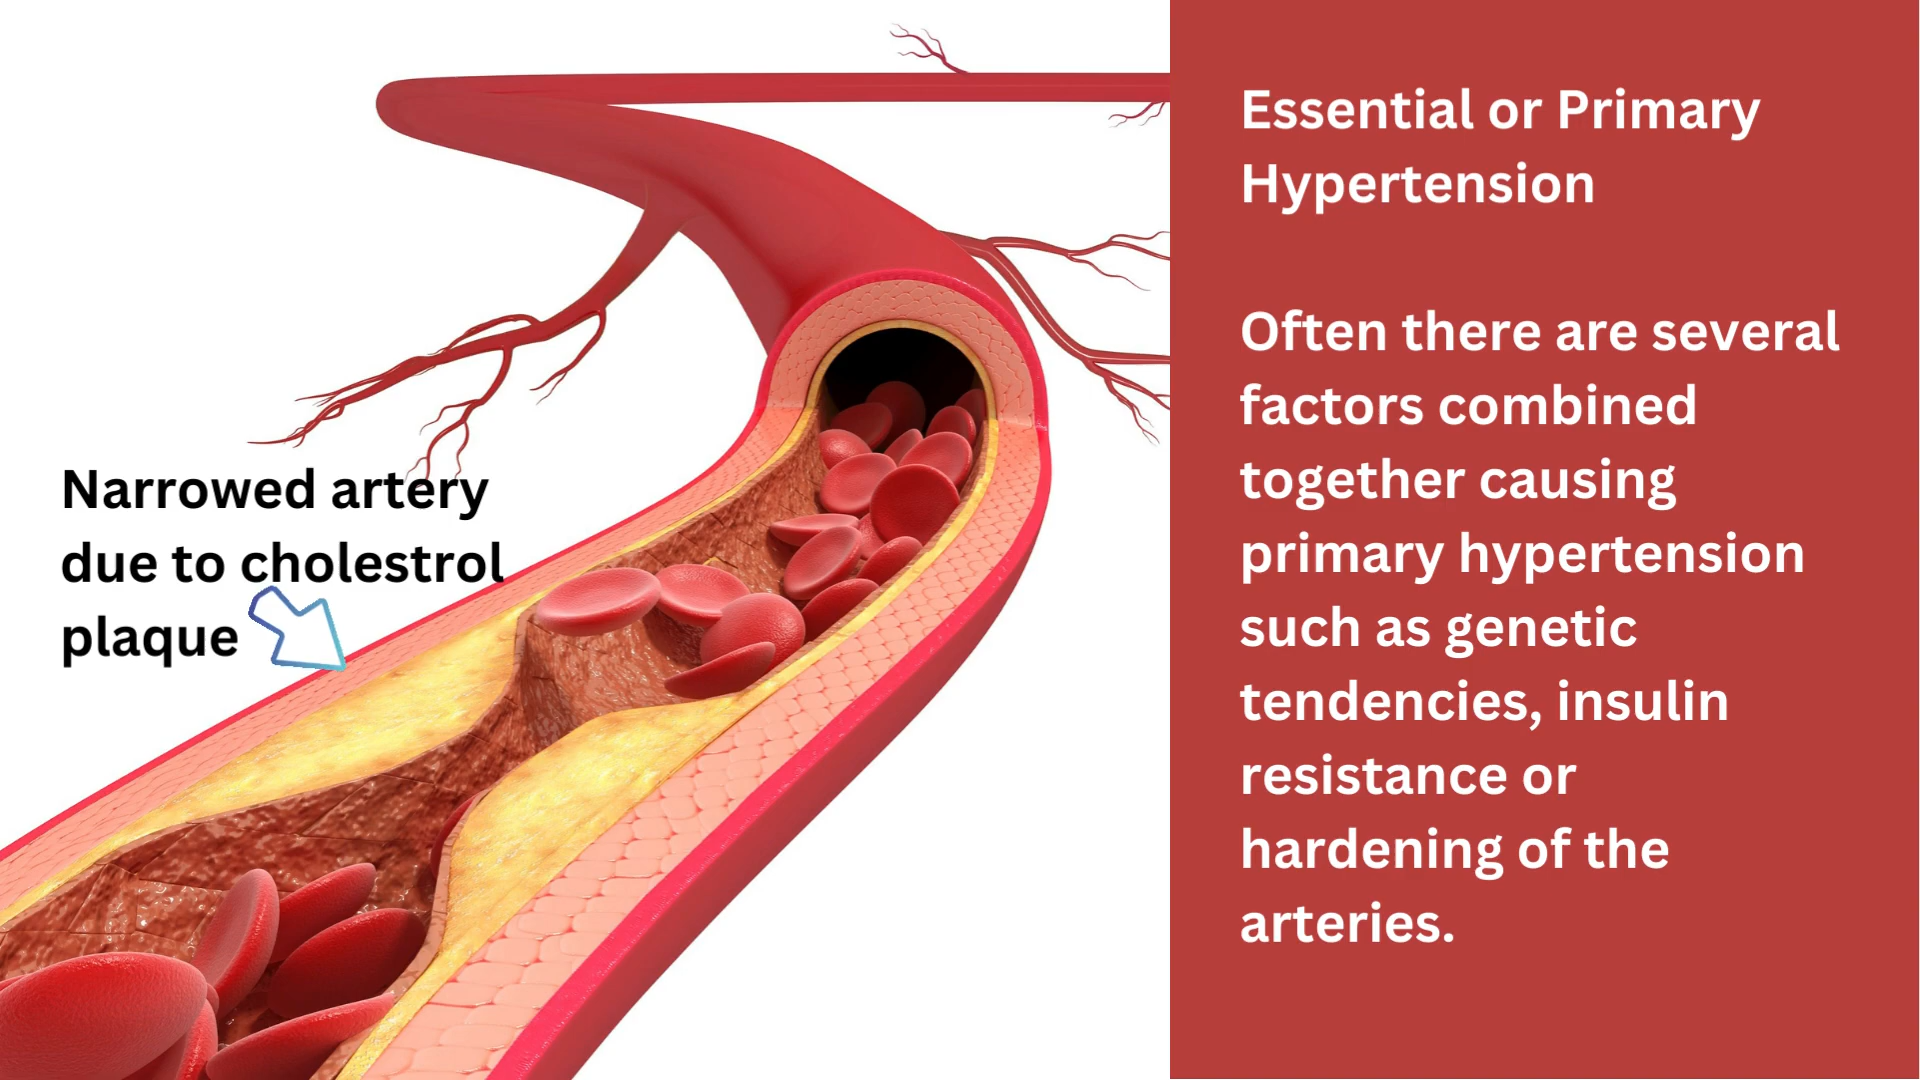 Narrowed artery
due to cholestrol
plaque
Essential or Primary
Hypertension
Often there are several
factors combined
together causing
primary hypertension
such as genetic
tendencies, insulin
resistance or
hardening of the
arteries.